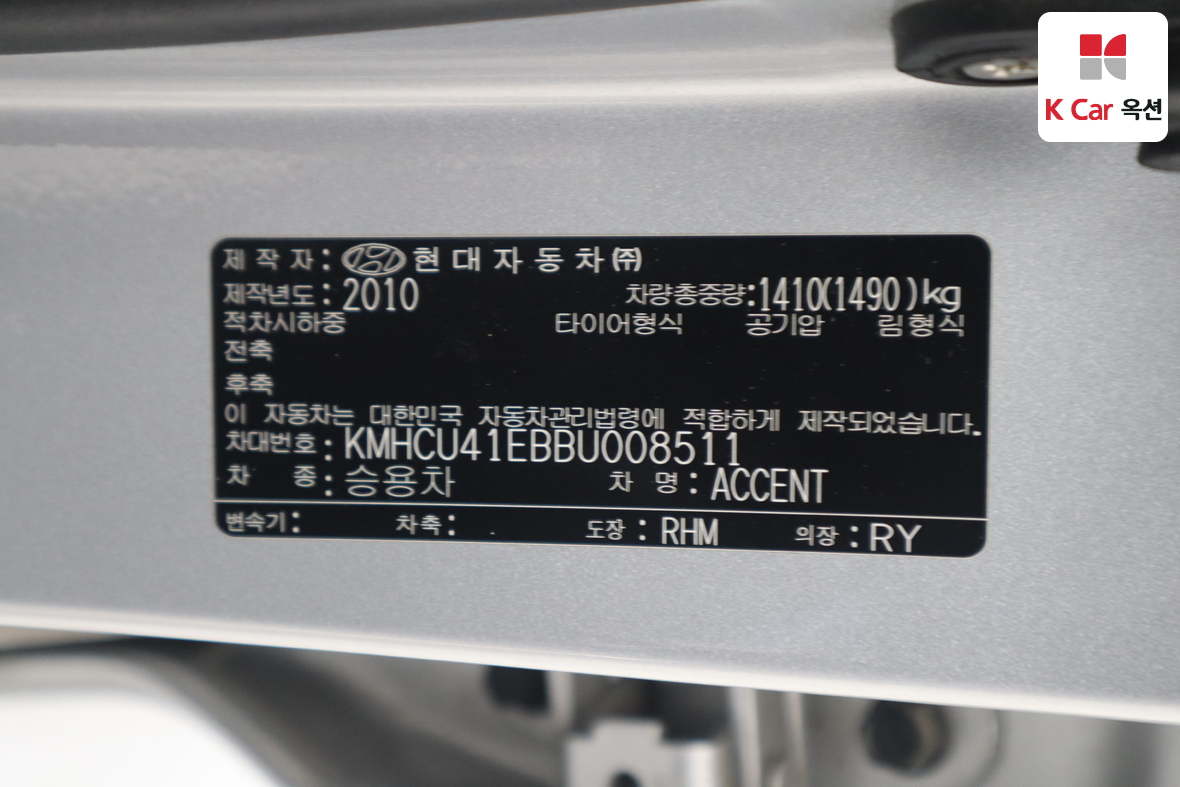 K Car 옥션
제 작 자 : 현 대 자 동 차 ㈜
제작년도 : 2010 차량총중량:1410(1490)kg
적차시하중 타이어형식 공기압 림형식
전축
후축
이 자동차는 대한민국 자동차관리법령에 적합하게 제작되었습니다.
차대번호 : KMHCU41EBBU008511
차 종 : 승용차 차 명 : ACCENT
변속기 : 차축 : 도장 : RHM 의장 : RY